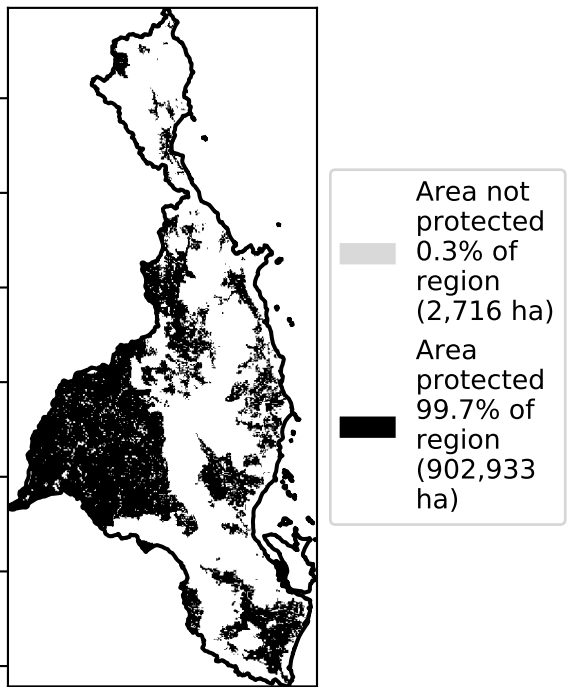 Area not
protected
0.3% of
region
(2,716 ha)
Area
protected
99.7% of
region
(902,933
ha)